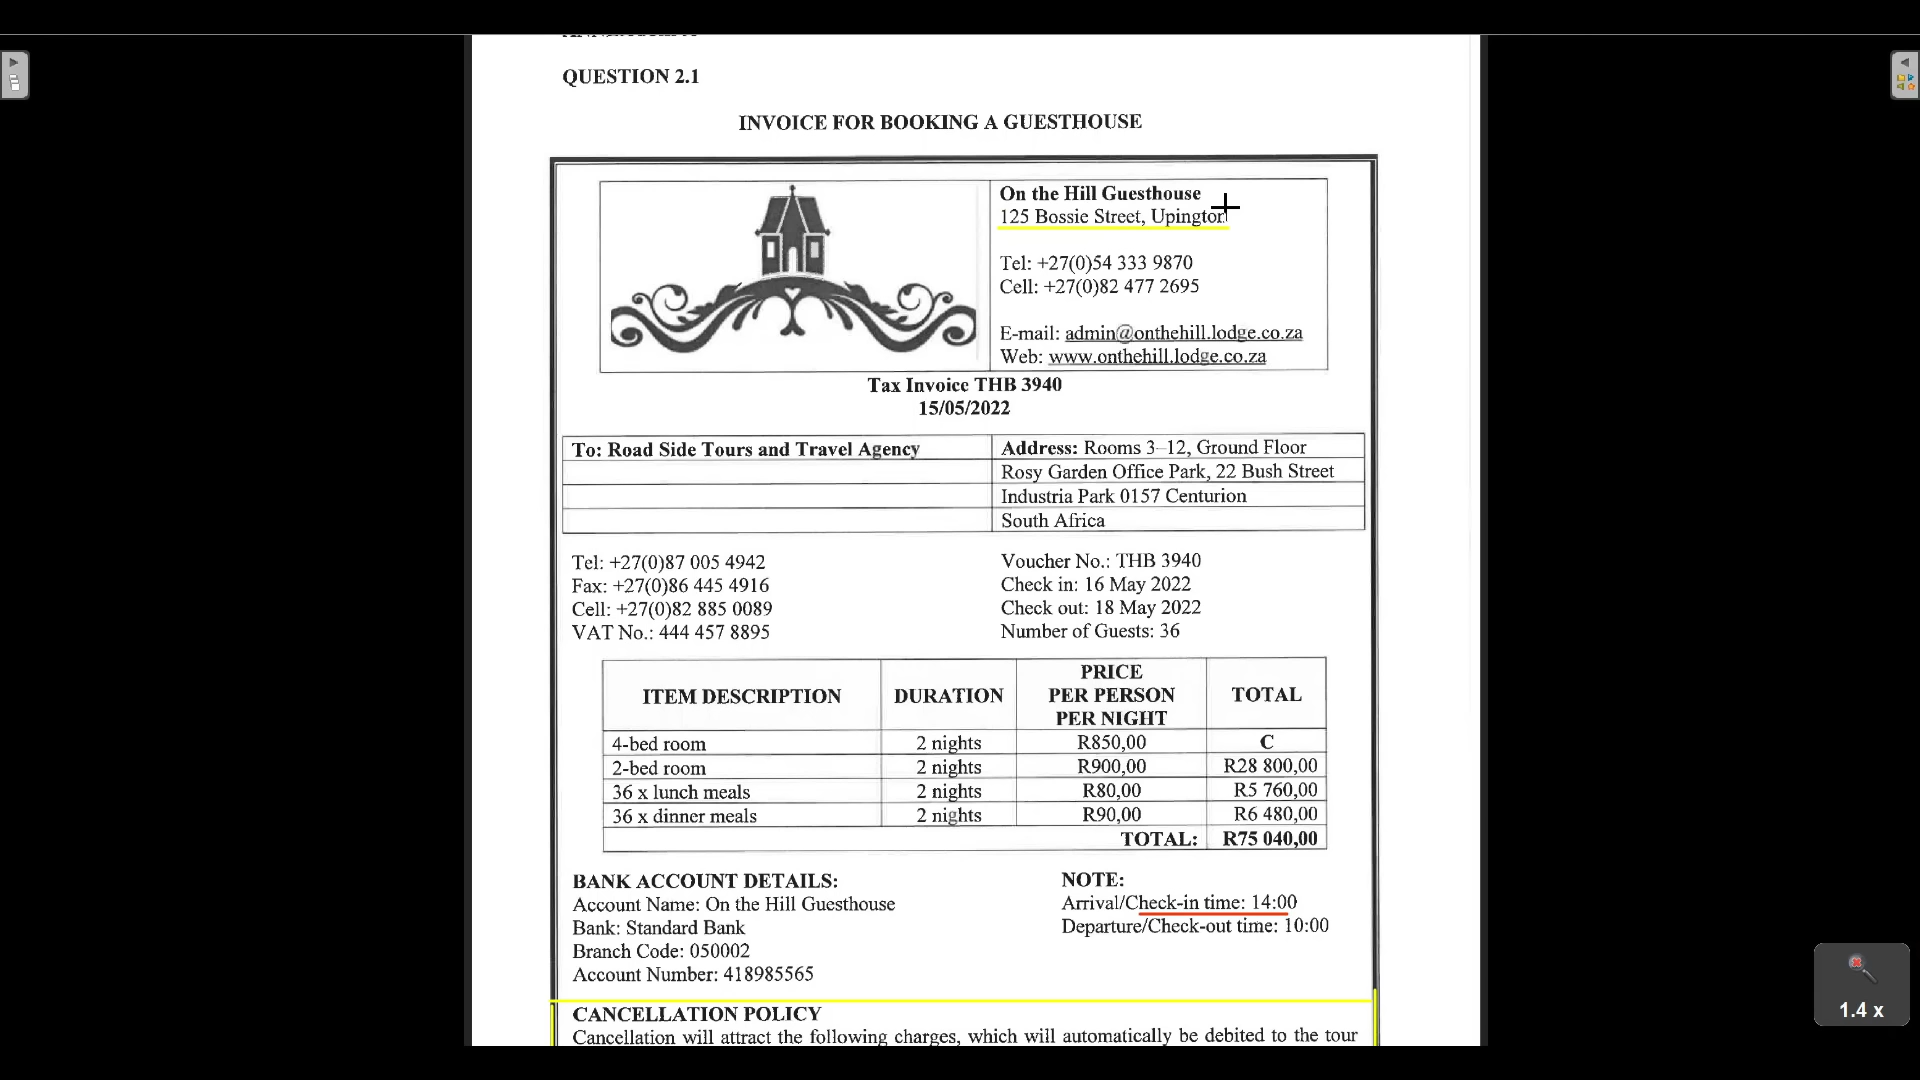 QUESTION 2.1
INVOICE FOR BOOKING A GUESTHOUSE
On the Hill Guesthouse
125 Bossie Street, Upington
Tel: +27(0)54 333 9870
Cell: +27(0)82 477 2695
E-mail: admin@onthehill.lodge.co.za
Web: www.onthehill.lodge.co.za
Tax Invoice THB 3940
15/05/2022
To: Road Side Tours and Travel Agency
Address: Rooms 3–12, Ground Floor
Rosy Garden Office Park, 22 Bush Street
Industria Park 0157 Centurion
South Africa
Tel: +27(0)87 005 4942
Fax: +27(0)86 445 4916
Cell: +27(0)82 885 0089
VAT No.: 444 457 8895
Voucher No.: THB 3940
Check in: 16 May 2022
Check out: 18 May 2022
Number of Guests: 36
ITEM DESCRIPTION DURATION PRICE PER PERSON PER NIGHT TOTAL
4-bed room 2 nights R850,00 C
2-bed room 2 nights R900,00 R28 800,00
36 x lunch meals 2 nights R80,00 R5 760,00
36 x dinner meals 2 nights R90,00 R6 480,00
TOTAL: R75 040,00
BANK ACCOUNT DETAILS:
Account Name: On the Hill Guesthouse
Bank: Standard Bank
Branch Code: 050002
Account Number: 418985565
NOTE:
Arrival/Check-in time: 14:00
Departure/Check-out time: 10:00
CANCELLATION POLICY
Cancellation will attract the following charges, which will automatically be debited to the tour
1.4 x